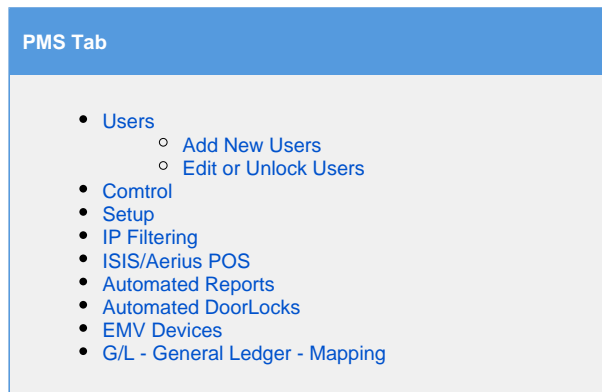 PMS Tab
Users
Add New Users
Edit or Unlock Users
Comtrol
Setup
IP Filtering
ISIS/Aerius POS
Automated Reports
Automated DoorLocks
EMV Devices
G/L - General Ledger - Mapping